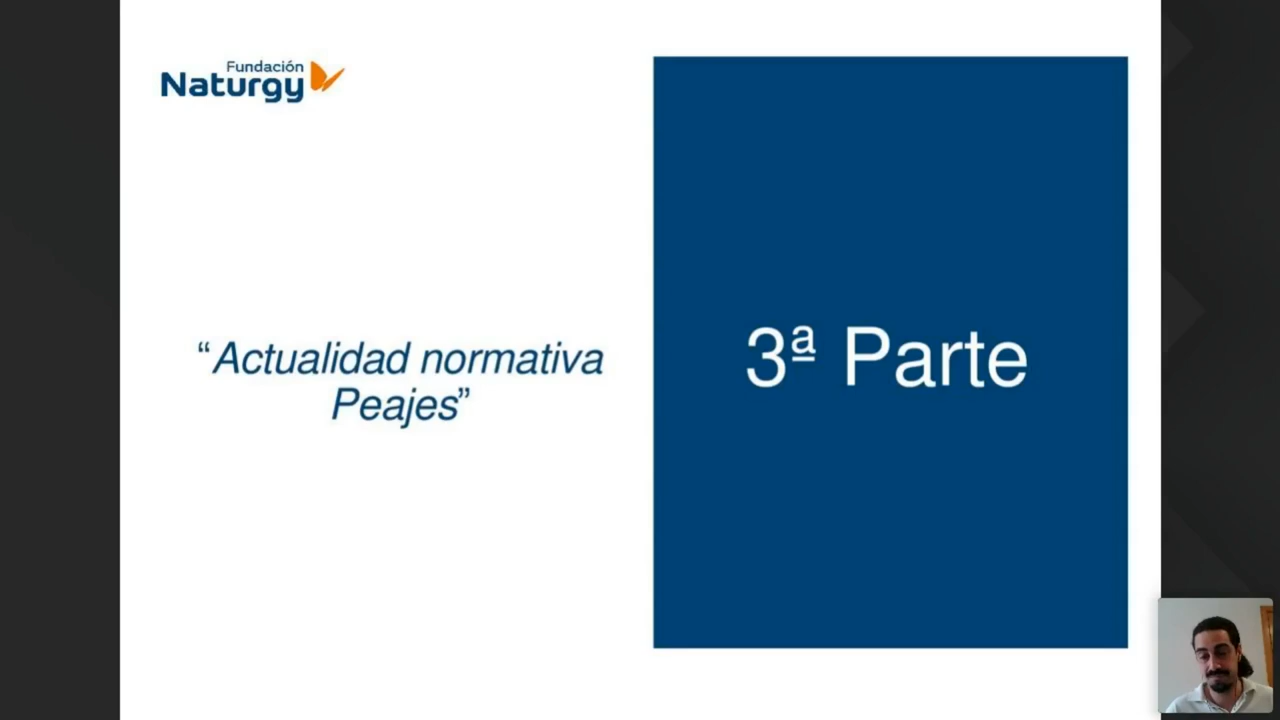 Fundación
Naturgy
“Actualidad normativa
Peajes”
3ª Parte